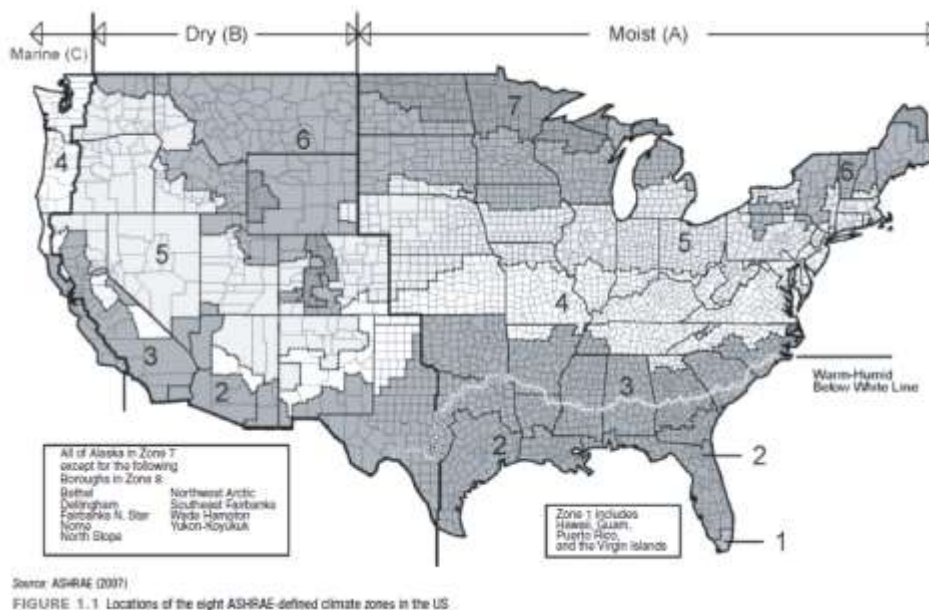 Marine (C)
Dry (B)
Moist (A)
7
6
4
6
5
5
4
3
3
2
2
Warm-Humid
Below White Line
2
1
All of Alaska in Zone 7
except for the following
Boroughs in Zone 8:
Bethel Northwest Arctic
Dellingham Southeast Fairbanks
Fairbanks N. Star Wade Hampton
Nome Yukon-Koyukuk
North Slope
Zone 1 includes
Hawaii, Guam,
Puerto Rico,
and the Virgin Islands
Source: ASHRAE (2007)
FIGURE 1.1 Locations of the eight ASHRAE-defined climate zones in the US